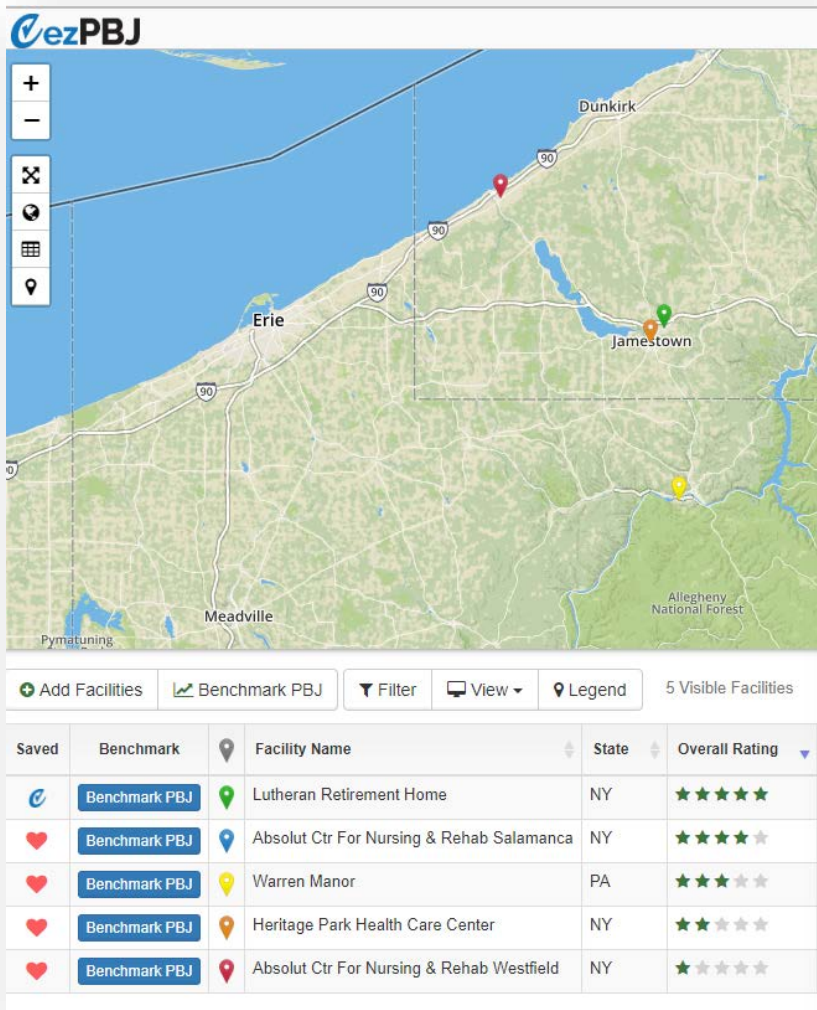 ezPBJ
+
−
Dunkirk
90
90
90
Erie
Jamestown
90
Allegheny
National Forest
Meadville
Pymatuning
Add Facilities
Benchmark PBJ
Filter
View
Legend
5 Visible Facilities
Saved
Benchmark
Facility Name
State
Overall Rating
Benchmark PBJ
Lutheran Retirement Home
NY
Benchmark PBJ
Absolut Ctr For Nursing & Rehab Salamanca
NY
Benchmark PBJ
Warren Manor
PA
Benchmark PBJ
Heritage Park Health Care Center
NY
Benchmark PBJ
Absolut Ctr For Nursing & Rehab Westfield
NY